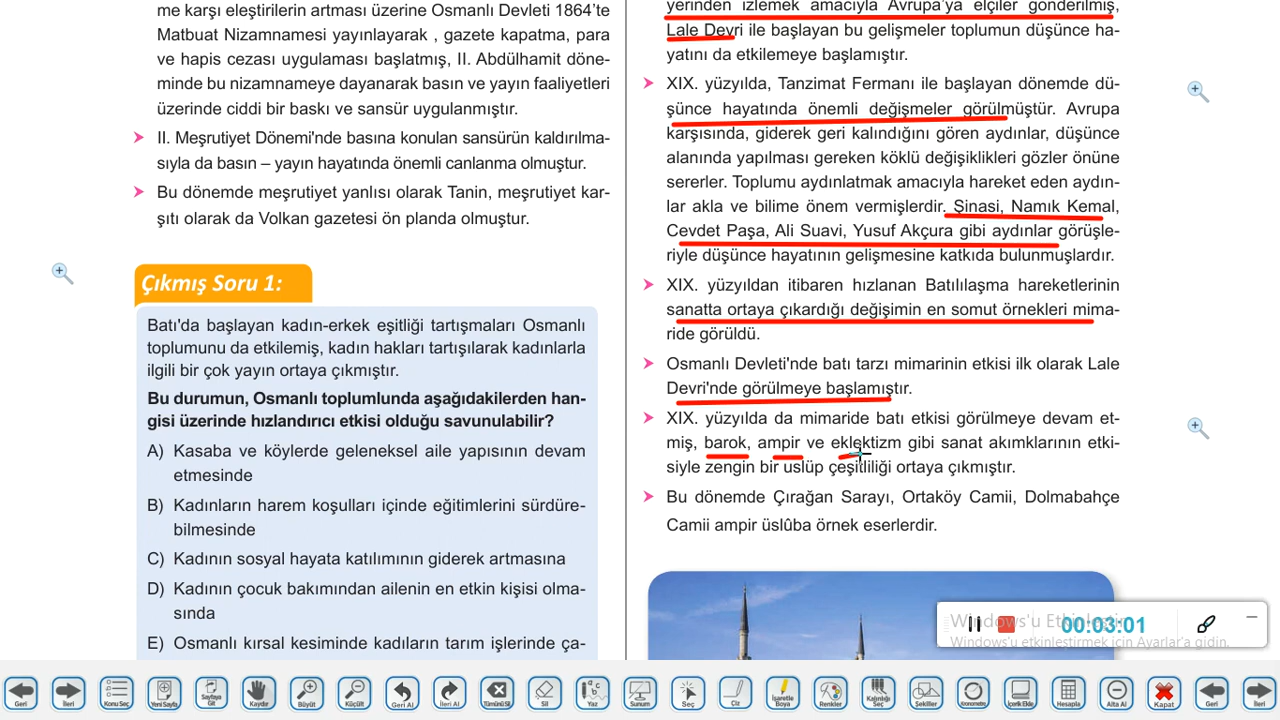 me karşı eleştirilerin artması üzerine Osmanlı Devleti 1864'te
Matbuat Nizamnamesi yayınlayarak , gazete kapatma, para
ve hapis cezası uygulaması başlatmış, II. Abdülhamit döne-
minde bu nizamnameye dayanarak basın ve yayın faaliyetleri
üzerinde ciddi bir baskı ve sansür uygulanmıştır.
II. Meşrutiyet Dönemi'nde basına konulan sansürün kaldırılma-
sıyla da basın – yayın hayatında önemli canlanma olmuştur.
Bu dönemde meşrutiyet yanlısı olarak Tanin, meşrutiyet kar-
şıtı olarak da Volkan gazetesi ön planda olmuştur.
Çıkmış Soru 1:
Batı'da başlayan kadın-erkek eşitliği tartışmaları Osmanlı
toplumunu da etkilemiş, kadın hakları tartışılarak kadınlarla
ilgili bir çok yayın ortaya çıkmıştır.
Bu durumun, Osmanlı toplumlunda aşağıdakilerden han-
gisi üzerinde hızlandırıcı etkisi olduğu savunulabilir?
A) Kasaba ve köylerde geleneksel aile yapısının devam
etmesinde
B) Kadınların harem koşulları içinde eğitimlerini sürdüre-
bilmesinde
C) Kadının sosyal hayata katılımının giderek artmasına
D) Kadının çocuk bakımından ailenin en etkin kişisi olma-
sında
E) Osmanlı kırsal kesiminde kadıların tarım işlerinde ça-
yerinden izlemek amacıyla Avrupa'ya elçiler gönderilmiş,
Lale Devri ile başlayan bu gelişmeler toplumun düşünce ha-
yatını da etkilemeye başlamıştır.
XIX. yüzyılda, Tanzimat Fermanı ile başlayan dönemde dü-
şünce hayatında önemli değişmeler görülmüştür. Avrupa
karşısında, giderek geri kalındığını gören aydınlar, düşünce
alanında yapılması gereken köklü değişiklikleri gözler önüne
sererler. Toplumu aydınlatmak amacıyla hareket eden aydın-
lar akla ve bilime önem vermişlerdir. Şinasi, Namık Kemal,
Cevdet Paşa, Ali Suavi, Yusuf Akçura gibi aydınlar görüşle-
riyle düşünce hayatının gelişmesine katkıda bulunmuşlardır.
XIX. yüzyıldan itibaren hızlanan Batılılaşma hareketlerinin
sanatta ortaya çıkardığı değişimin en somut örnekleri mima-
ride görüldü.
Osmanlı Devleti'nde batı tarzı mimarinin etkisi ilk olarak Lale
Devri'nde görülmeye başlamıştır.
XIX. yüzyılda da mimaride batı etkisi görülmeye devam et-
miş, barok, ampir ve eklektizm gibi sanat akımklarının etki-
siyle zengin bir uslüp çeşililiği ortaya çıkmıştır.
Bu dönemde Çırağan Sarayı, Ortaköy Camii, Dolmabahçe
Camii ampir üslûba örnek eserlerdir.
Windows'u Etkinleştir
00:03:01
Windows'u etkinleştirmek için Ayarlar'a gidin.
Geri İleri Konu Seç Yeni Sayfa Sayfaya Git Kaydır Büyüt Küçült Geri Al İleri Al Tümünü Sil Sil Yaz Sunum Seç Çiz İşaretle Boya Renkler Kalınlığı Seç Şekiller Kronometre İçerik Ekle Hesapla Alta Al Kapat Geri İleri